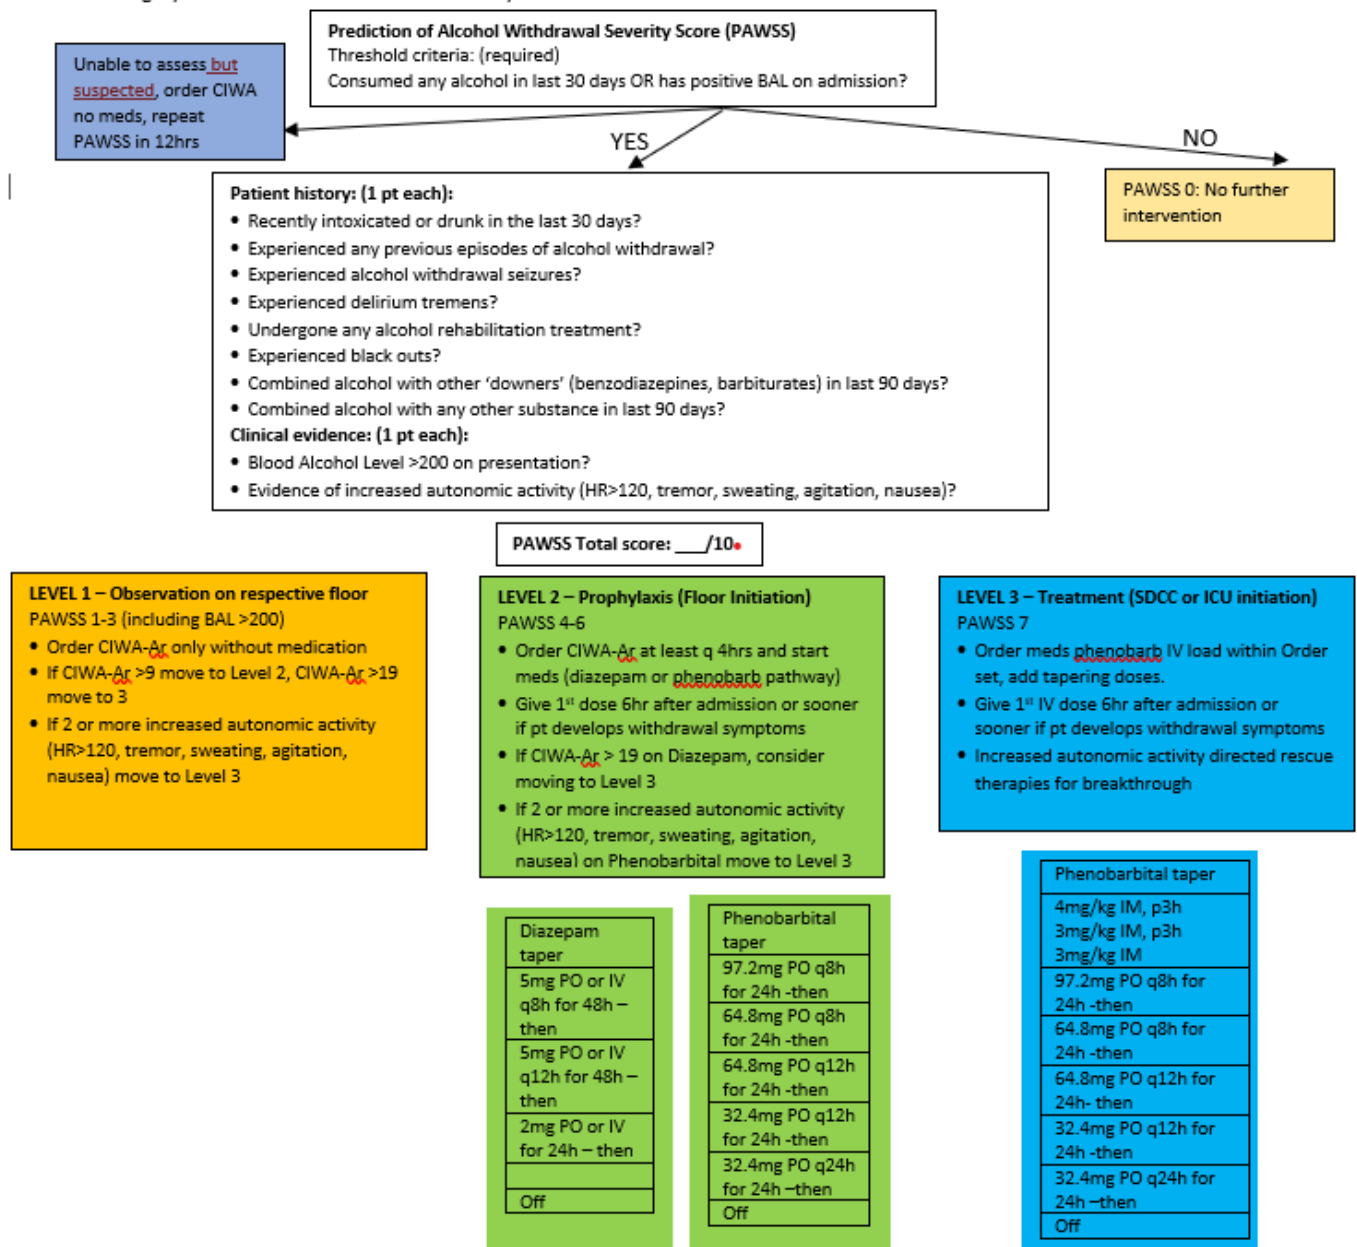 Prediction of Alcohol Withdrawal Severity Score (PAWSS)
Threshold criteria: (required)
Consumed any alcohol in last 30 days OR has positive BAL on admission?
Unable to assess but
suspected, order CIWA
no meds, repeat
PAWSS in 12hrs
YES
NO
PAWSS 0: No further
intervention
Patient history: (1 pt each):
• Recently intoxicated or drunk in the last 30 days?
• Experienced any previous episodes of alcohol withdrawal?
• Experienced alcohol withdrawal seizures?
• Experienced delirium tremens?
• Undergone any alcohol rehabilitation treatment?
• Experienced black outs?
• Combined alcohol with other ‘downers’ (benzodiazepines, barbiturates) in last 90 days?
• Combined alcohol with any other substance in last 90 days?
Clinical evidence: (1 pt each):
• Blood Alcohol Level >200 on presentation?
• Evidence of increased autonomic activity (HR>120, tremor, sweating, agitation, nausea)?
PAWSS Total score: ___/10
LEVEL 1 – Observation on respective floor
PAWSS 1-3 (including BAL >200)
• Order CIWA-Ar only without medication
• If CIWA-Ar >9 move to Level 2, CIWA-Ar >19
move to 3
• If 2 or more increased autonomic activity
(HR>120, tremor, sweating, agitation,
nausea) move to Level 3
LEVEL 2 – Prophylaxis (Floor Initiation)
PAWSS 4-6
• Order CIWA-Ar at least q 4hrs and start
meds (diazepam or phenobarb pathway)
• Give 1st dose 6hr after admission or sooner
if pt develops withdrawal symptoms
• If CIWA-Ar > 19 on Diazepam, consider
moving to Level 3
• If 2 or more increased autonomic activity
(HR>120, tremor, sweating, agitation,
nausea) on Phenobarbital move to Level 3
LEVEL 3 – Treatment (SDCC or ICU initiation)
PAWSS 7
• Order meds phenobarb IV load within Order
set, add tapering doses.
• Give 1st IV dose 6hr after admission or
sooner if pt develops withdrawal symptoms
• Increased autonomic activity directed rescue
therapies for breakthrough
Diazepam
taper
5mg PO or IV
q8h for 48h –
then
5mg PO or IV
q12h for 48h –
then
2mg PO or IV
for 24h – then
Off
Phenobarbital
taper
97.2mg PO q8h
for 24h -then
64.8mg PO q8h
for 24h -then
64.8mg PO q12h
for 24h -then
32.4mg PO q12h
for 24h -then
32.4mg PO q24h
for 24h –then
Off
Phenobarbital taper
4mg/kg IM, p3h
3mg/kg IM, p3h
3mg/kg IM
97.2mg PO q8h for
24h -then
64.8mg PO q8h for
24h -then
64.8mg PO q12h for
24h- then
32.4mg PO q12h for
24h -then
32.4mg PO q24h for
24h –then
Off